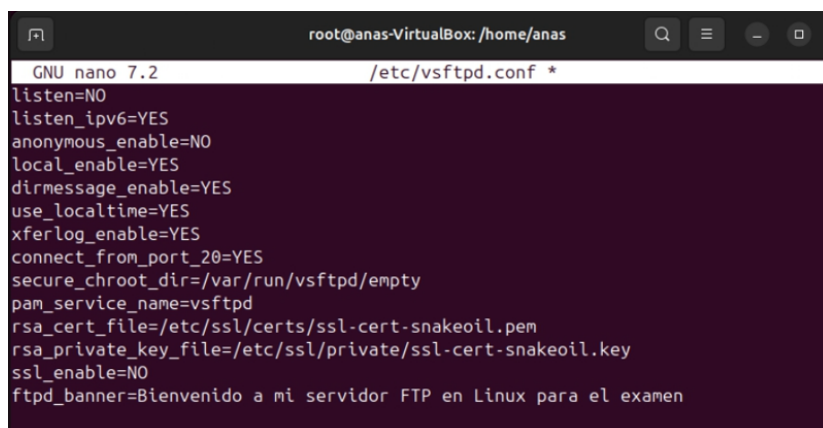 root@anas-VirtualBox: /home/anas
GNU nano 7.2 /etc/vsftpd.conf *
listen=NO
listen_ipv6=YES
anonymous_enable=NO
local_enable=YES
dirmessage_enable=YES
use_localtime=YES
xferlog_enable=YES
connect_from_port_20=YES
secure_chroot_dir=/var/run/vsftpd/empty
pam_service_name=vsftpd
rsa_cert_file=/etc/ssl/certs/ssl-cert-snakeoil.pem
rsa_private_key_file=/etc/ssl/private/ssl-cert-snakeoil.key
ssl_enable=NO
ftpd_banner=Bienvenido a mi servidor FTP en Linux para el examen